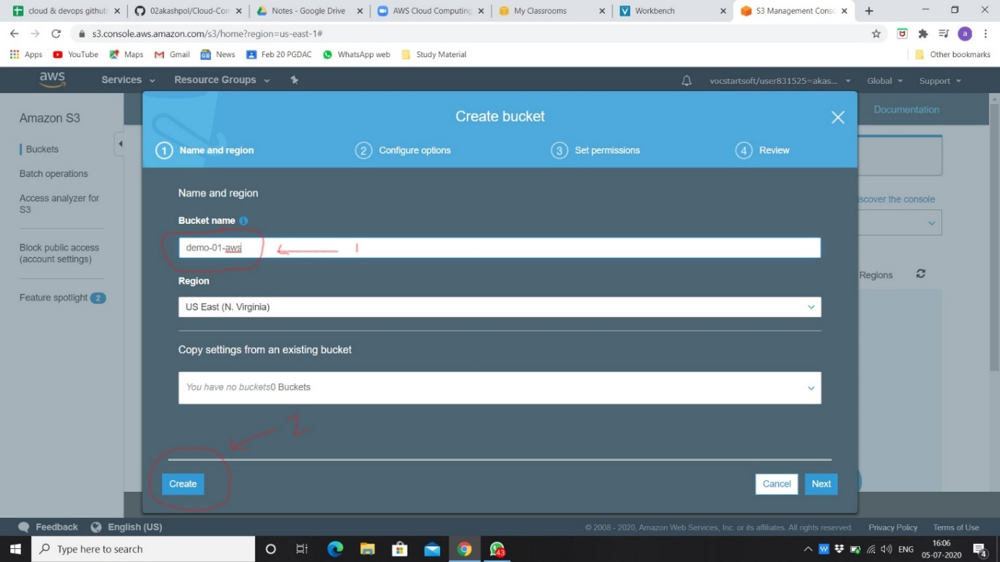 cloud & devops github
02akashpol/Cloud-Com
Notes - Google Drive
AWS Cloud Computing
My Classrooms
Workbench
S3 Management Conso
s3.console.aws.amazon.com/s3/home?region=us-east-1#
a
Apps YouTube Maps Gmail News Feb 20 PGDAC WhatsApp web Study Material Other bookmarks
aws Services Resource Groups vocstartsoft/user831525=akas... Global Support
Amazon S3
Buckets
Batch operations
Access analyzer for
S3
Block public access
(account settings)
Feature spotlight 2
Documentation
Create bucket
1 Name and region 2 Configure options 3 Set permissions 4 Review
Name and region
Bucket name
demo-01-aws
1
Region
US East (N. Virginia)
Copy settings from an existing bucket
You have no buckets0 Buckets
2
Create Cancel Next
iscover the console
Regions
Feedback English (US) © 2008 - 2020, Amazon Web Services, Inc. or its affiliates. All rights reserved. Privacy Policy Terms of Use
Type here to search
43
ENG
16:06
05-07-2020
4